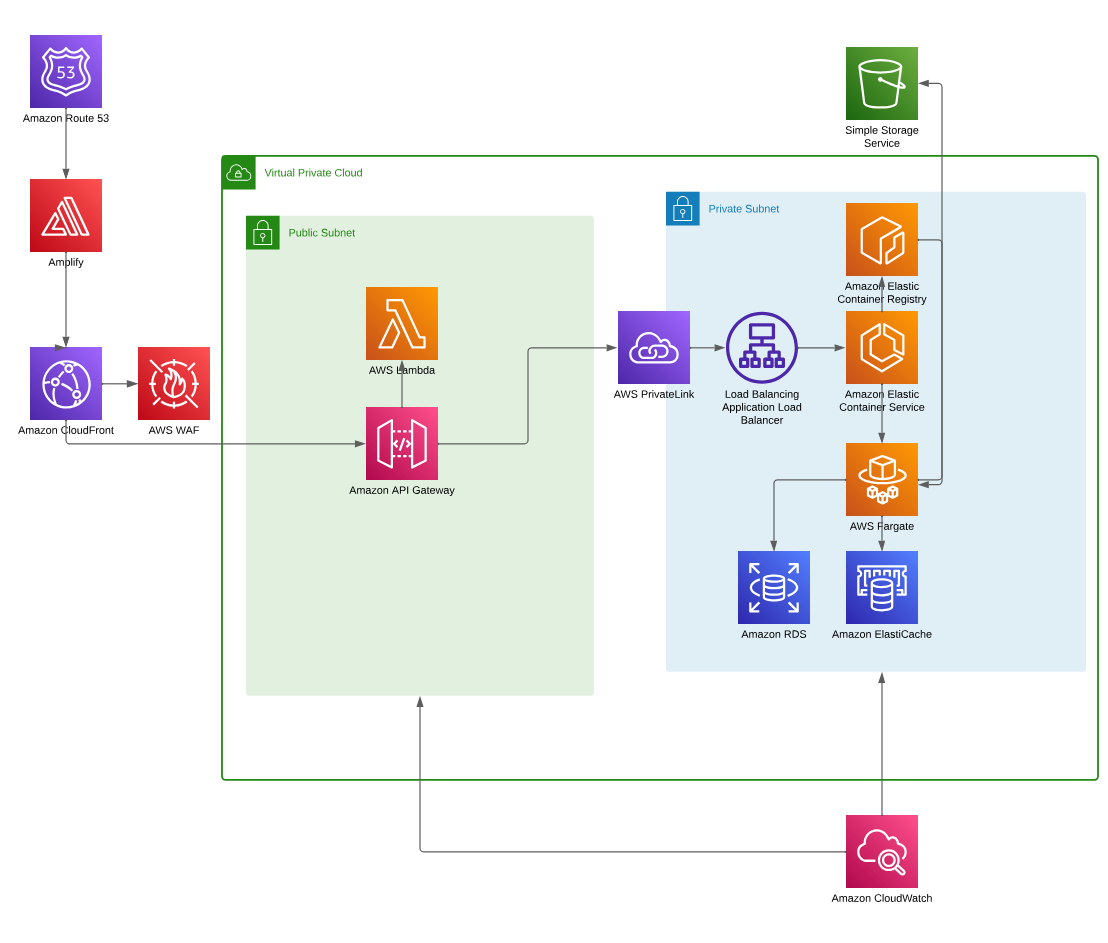 53
Amazon Route 53
Simple Storage
Service
Virtual Private Cloud
Private Subnet
Public Subnet
Amplify
Amazon Elastic
Container Registry
AWS Lambda
AWS PrivateLink
Load Balancing
Application Load
Balancer
Amazon Elastic
Container Service
Amazon CloudFront
AWS WAF
</>
Amazon API Gateway
AWS Fargate
Amazon RDS
Amazon ElastiCache
Amazon CloudWatch